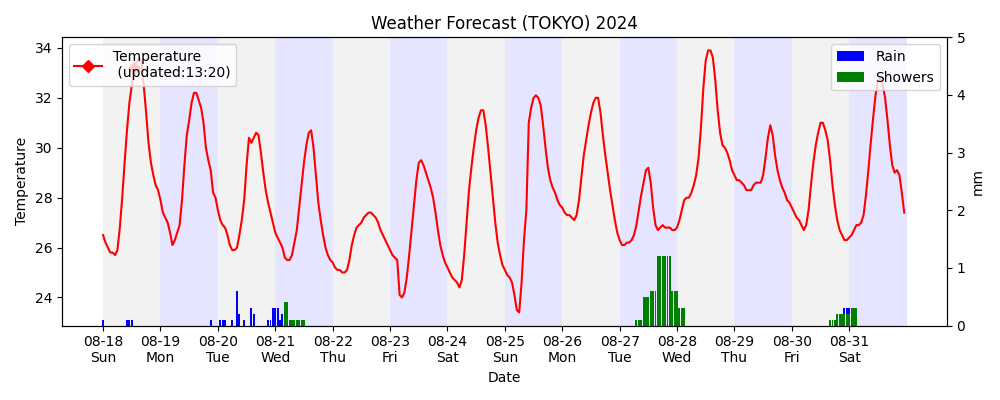 Weather Forecast (TOKYO) 2024
Temperature
(updated:13:20)
Rain
Showers
Temperature
34
32
30
28
26
24
mm
5
4
3
2
1
0
08-18 08-19 08-20 08-21 08-22 08-23 08-24 08-25 08-26 08-27 08-28 08-29 08-30 08-31
Sun Mon Tue Wed Thu Fri Sat Sun Mon Tue Wed Thu Fri Sat
Date